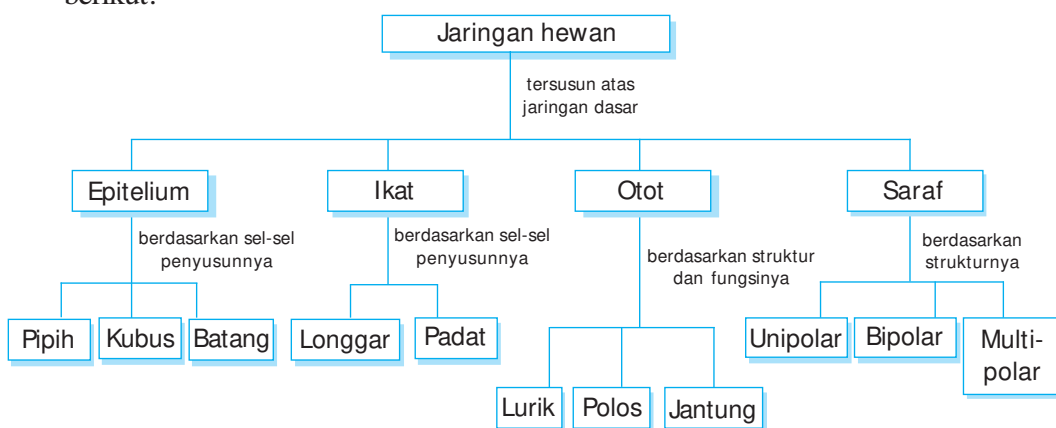 berikut.
Jaringan hewan
tersusun atas
jaringan dasar
Epitelium
Ikat
Otot
Saraf
berdasarkan sel-sel
penyusunnya
berdasarkan sel-sel
penyusunnya
berdasarkan struktur
dan fungsinya
berdasarkan
strukturnya
Pipih
Kubus
Batang
Longgar
Padat
Lurik
Polos
Jantung
Unipolar
Bipolar
Multi-
polar